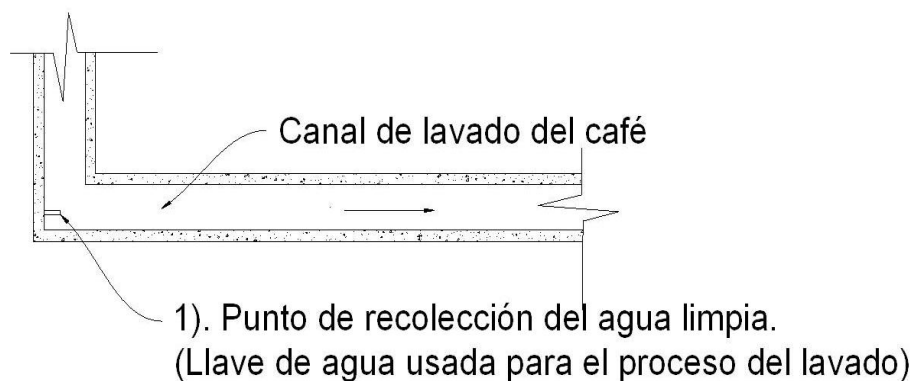 Canal de lavado del café
1). Punto de recolección del agua limpia.
(Llave de agua usada para el proceso del lavado)